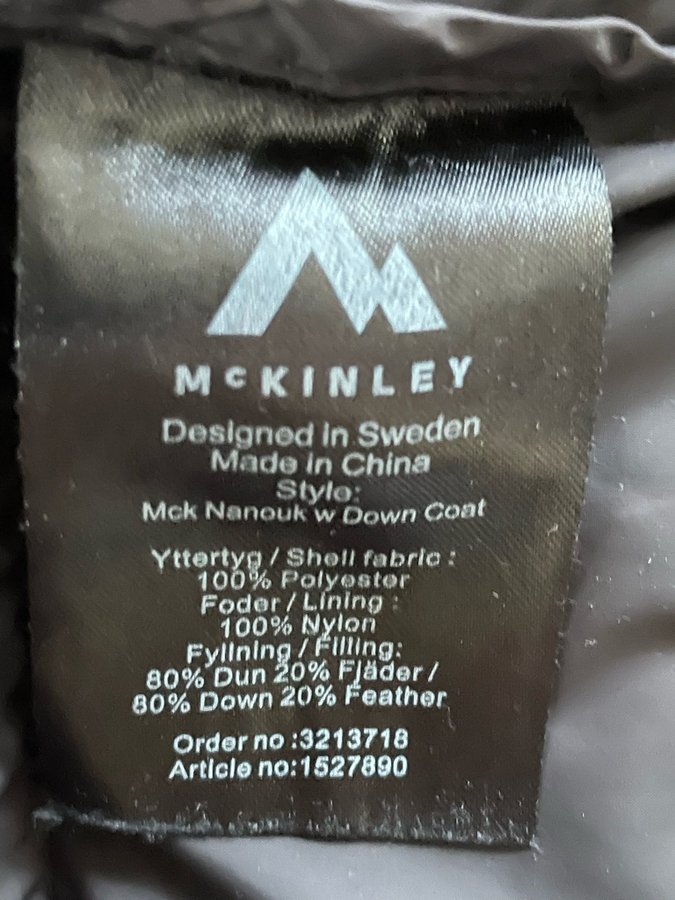 McKINLEY
Designed in Sweden
Made in China
Style:
Mck Nanouk w Down Coat
Yttertyg / Shell fabric :
100% Polyester
Foder / Lining :
100% Nylon
Fyllning / Filling:
80% Dun 20% Fjäder /
80% Down 20% Feather
Order no :3213718
Article no:1527890